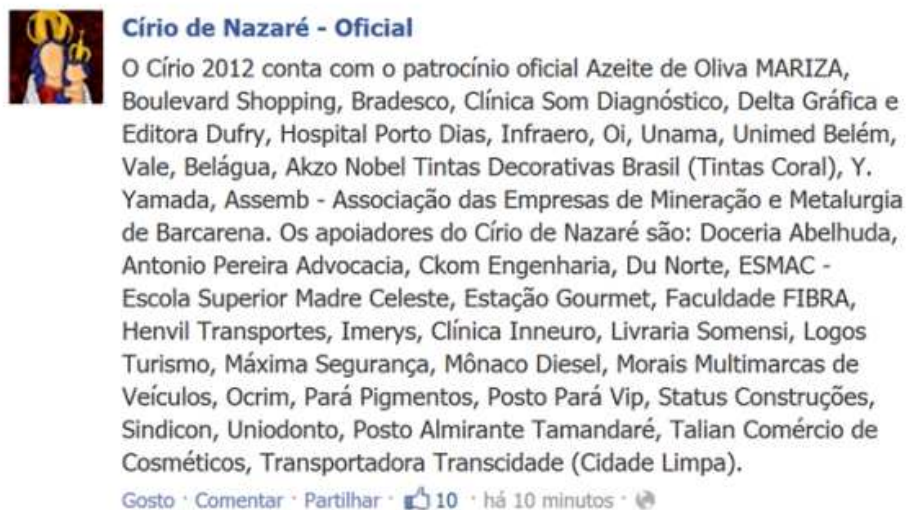 Círio de Nazaré - Oficial
O Círio 2012 conta com o patrocínio oficial Azeite de Oliva MARIZA,
Boulevard Shopping, Bradesco, Clínica Som Diagnóstico, Delta Gráfica e
Editora Dufry, Hospital Porto Dias, Infraero, Oi, Unama, Unimed Belém,
Vale, Belágua, Akzo Nobel Tintas Decorativas Brasil (Tintas Coral), Y.
Yamada, Assemb - Associação das Empresas de Mineração e Metalurgia
de Barcarena. Os apoiadores do Círio de Nazaré são: Doceria Abelhuda,
Antonio Pereira Advocacia, Ckom Engenharia, Du Norte, ESMAC -
Escola Superior Madre Celeste, Estação Gourmet, Faculdade FIBRA,
Henvil Transportes, Imerys, Clínica Inneuro, Livraria Somensi, Logos
Turismo, Máxima Segurança, Mônaco Diesel, Morais Multimarcas de
Veículos, Ocrim, Pará Pigmentos, Posto Pará Vip, Status Construções,
Sindicon, Uniodonto, Posto Almirante Tamandaré, Talian Comércio de
Cosméticos, Transportadora Transcidade (Cidade Limpa).
Gosto · Comentar · Partilhar · 10 · há 10 minutos ·